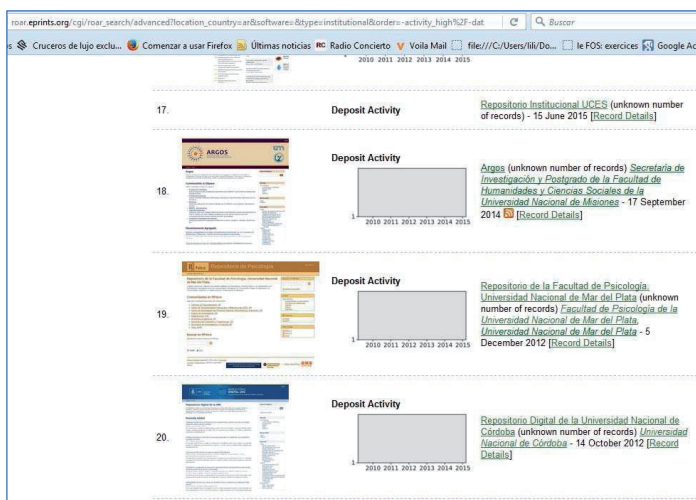 roar.eprints.org/cgi/roar_search/advanced?location_country=ar&software=&type=institutional&order=-activity_high%2F-dat
Buscar
os Cruceros de lujo exclu... Comenzar a usar Firefox Últimas noticias RC Radio Concierto V Voila Mail file:///C:/Users/lili/Do... le FOS: exercices Google Ac
2010 2011 2012 2013 2014 2015
17.
Deposit Activity
Repositorio Institucional UCES (unknown number
of records) - 15 June 2015 [Record Details]
18.
ARGOS
Deposit Activity
1
2010 2011 2012 2013 2014 2015
Argos (unknown number of records) Secretaria de
Investigación y Postgrado de la Facultad de
Humanidades y Ciencias Sociales de la
Universidad Nacional de Misiones - 17 September
2014 [Record Details]
19.
Deposit Activity
1
2010 2011 2012 2013 2014 2015
Repositorio de la Facultad de Psicología.
Universidad Nacional de Mar del Plata (unknown
number of records) Facultad de Psicología de la
Universidad Nacional de Mar del Plata,
Universidad Nacional de Mar del Plata - 5
December 2012 [Record Details]
20.
Deposit Activity
1
2010 2011 2012 2013 2014 2015
Repositorio Digital de la Universidad Nacional de
Córdoba (unknown number of records) Universidad
Nacional de Córdoba - 14 October 2012 [Record
Details]